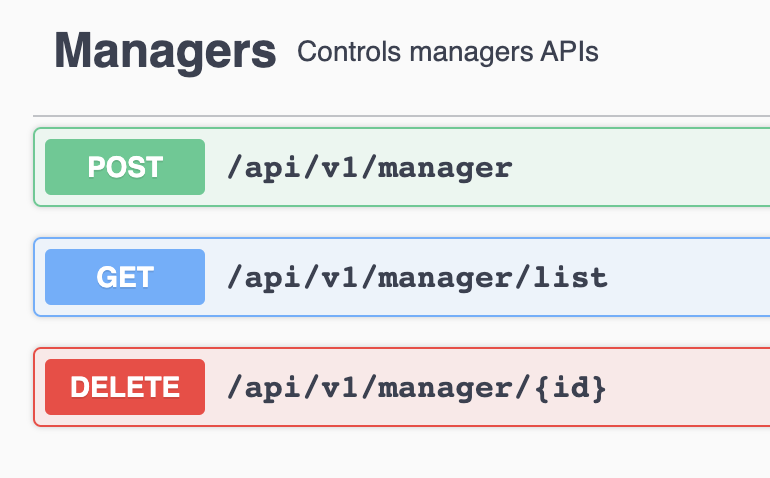 Managers Controls managers APIs
POST /api/v1/manager
GET /api/v1/manager/list
DELETE /api/v1/manager/{id}